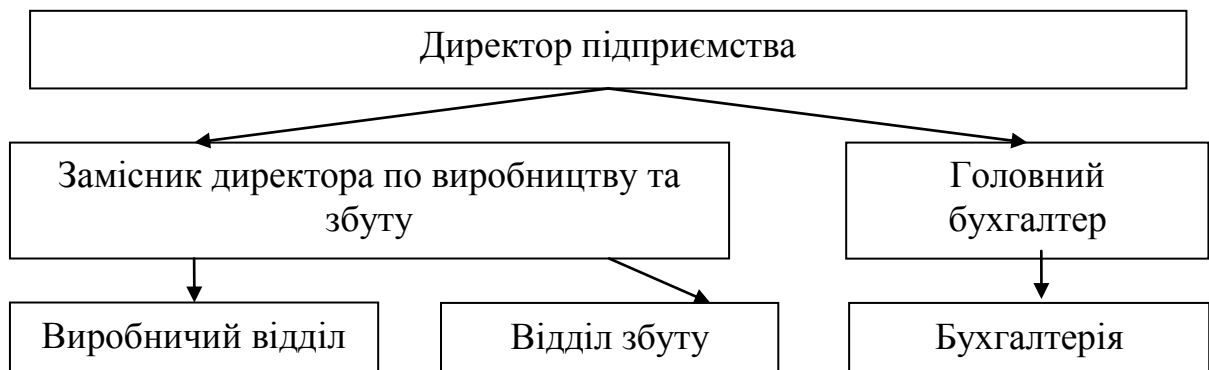 Директор підприємства
Замісник директора по виробництву та
збуту
Головний
бухгалтер
Виробничий відділ
Відділ збуту
Бухгалтерія